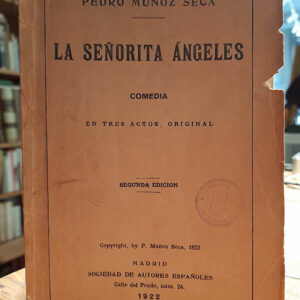 PEDRO MUÑOZ SECA
LA SEÑORITA ÁNGELES
COMEDIA
EN TRES ACTOS, ORIGINAL
SEGUNDA EDICION
Copyright, by P. Muñoz Seca, 1922
MADRID
SOCIEDAD DE AUTORES ESPAÑOLES
Calle del Prado, núm. 24.
1922